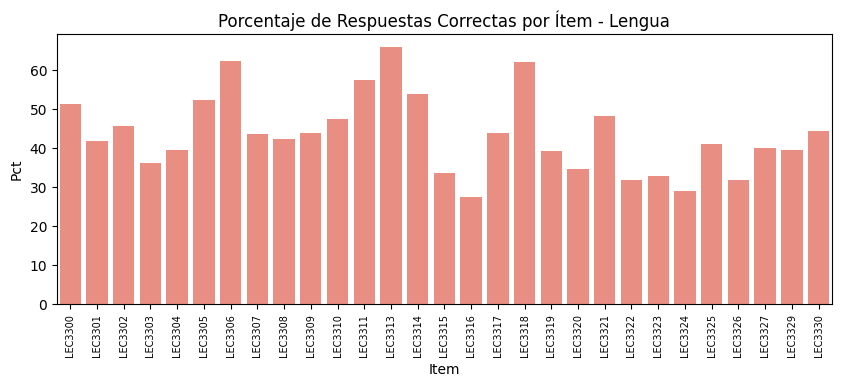 Porcentaje de Respuestas Correctas por Ítem - Lengua
Pct
60
50
40
30
20
10
0
LEC3300
LEC3301
LEC3302
LEC3303
LEC3304
LEC3305
LEC3306
LEC3307
LEC3308
LEC3309
LEC3310
LEC3311
LEC3313
LEC3314
LEC3315
LEC3316
LEC3317
LEC3318
LEC3319
LEC3320
LEC3321
LEC3322
LEC3323
LEC3324
LEC3325
LEC3326
LEC3327
LEC3329
LEC3330
Item